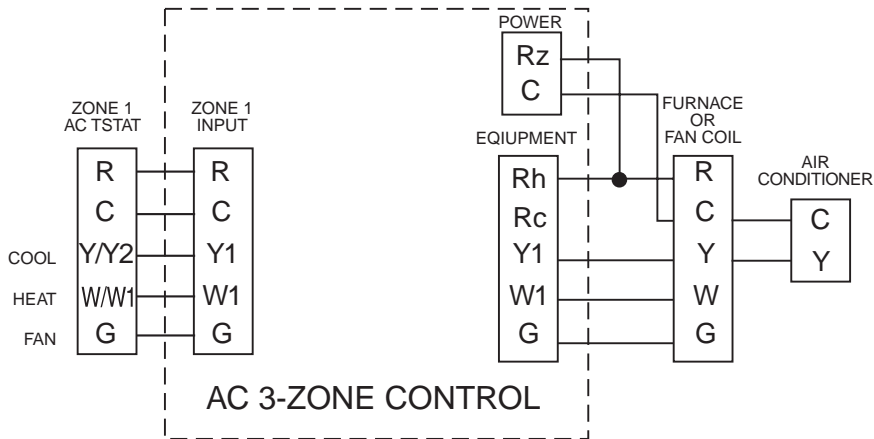 POWER
Rz
C
ZONE 1
AC TSTAT
R
C
Y/Y2
W/W1
G
COOL
HEAT
FAN
ZONE 1
INPUT
R
C
Y1
W1
G
EQIUPMENT
Rh
Rc
Y1
W1
G
FURNACE
OR
FAN COIL
R
C
Y
W
G
AIR
CONDITIONER
C
Y
AC 3-ZONE CONTROL